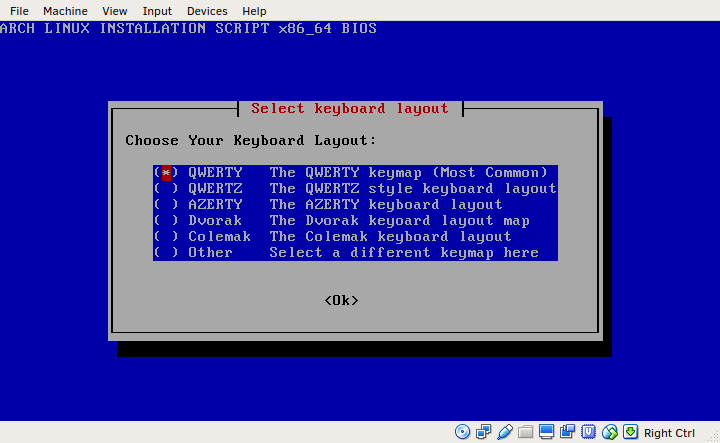 File Machine View Input Devices Help
ARCH LINUX INSTALLATION SCRIPT x86_64 BIOS
Select keyboard layout
Choose Your Keyboard Layout:
(*) QWERTY The QWERTY keymap (Most Common)
( ) QWERTZ The QWERTZ style keyboard layout
( ) AZERTY The AZERTY keyboard layout
( ) Dvorak The Dvorak keyoard layout map
( ) Colemak The Colemak keyboard layout
( ) Other Select a different keymap here
<Ok>
Right Ctrl